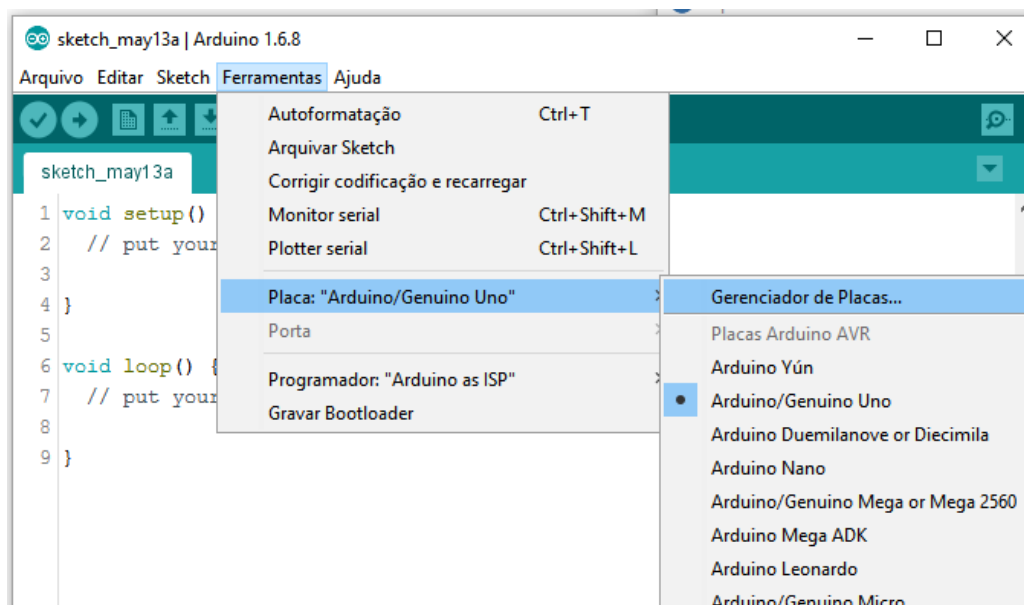 sketch_may13a | Arduino 1.6.8
Arquivo Editar Sketch Ferramentas Ajuda
sketch_may13a
Autoformatação Ctrl+T
Arquivar Sketch
Corrigir codificação e recarregar
Monitor serial Ctrl+Shift+M
Plotter serial Ctrl+Shift+L
Placa: "Arduino/Genuino Uno"
Porta
Programador: "Arduino as ISP"
Gravar Bootloader
Gerenciador de Placas...
Placas Arduino AVR
Arduino Yún
Arduino/Genuino Uno
Arduino Duemilanove or Diecimila
Arduino Nano
Arduino/Genuino Mega or Mega 2560
Arduino Mega ADK
Arduino Leonardo
Arduino/Genuino Micro
1 void setup()
2 // put your
3
4 }
5
6 void loop() {
7 // put your
8
9 }